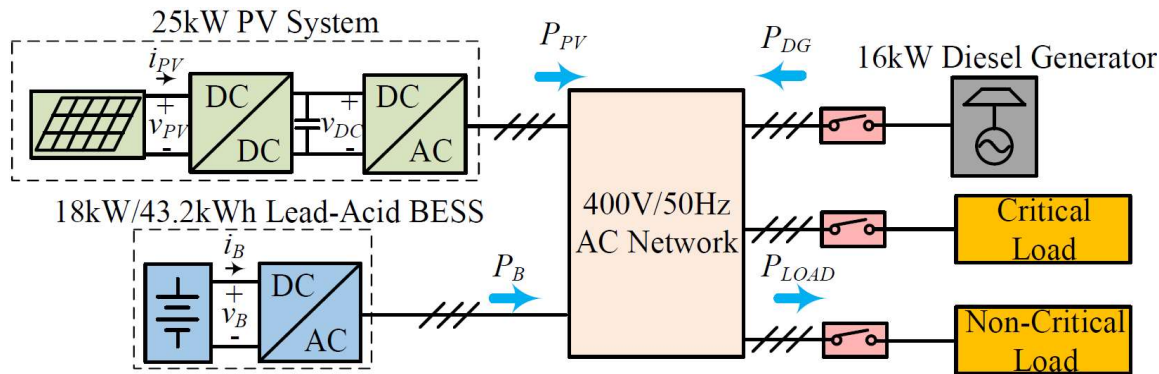 25kW PV System
i_PV
+
v_PV
-
DC
DC
+
v_DC
-
DC
AC
P_PV
P_DG
16kW Diesel Generator
400V/50Hz
AC Network
18kW/43.2kWh Lead-Acid BESS
i_B
+
v_B
-
DC
AC
P_B
P_LOAD
Critical
Load
Non-Critical
Load